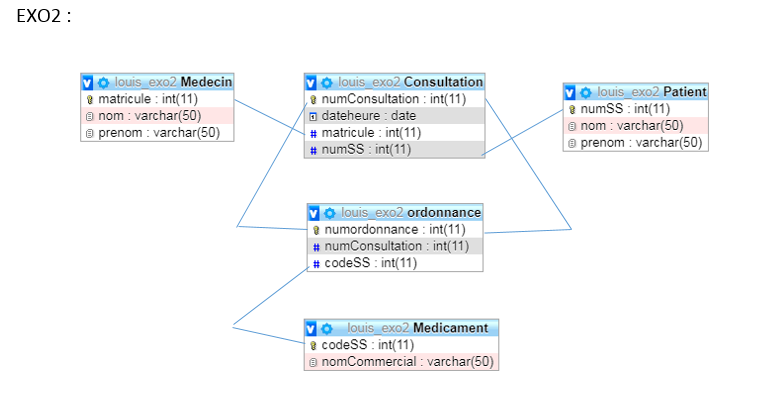 EXO2 :
louis_exo2 Medecin
matricule : int(11)
nom : varchar(50)
prenom : varchar(50)
louis_exo2 Consultation
numConsultation : int(11)
dateheure : date
matricule : int(11)
numSS : int(11)
louis_exo2 Patient
numSS : int(11)
nom : varchar(50)
prenom : varchar(50)
louis_exo2 ordonnance
numordonnance : int(11)
numConsultation : int(11)
codeSS : int(11)
louis_exo2 Medicament
codeSS : int(11)
nomCommercial : varchar(50)